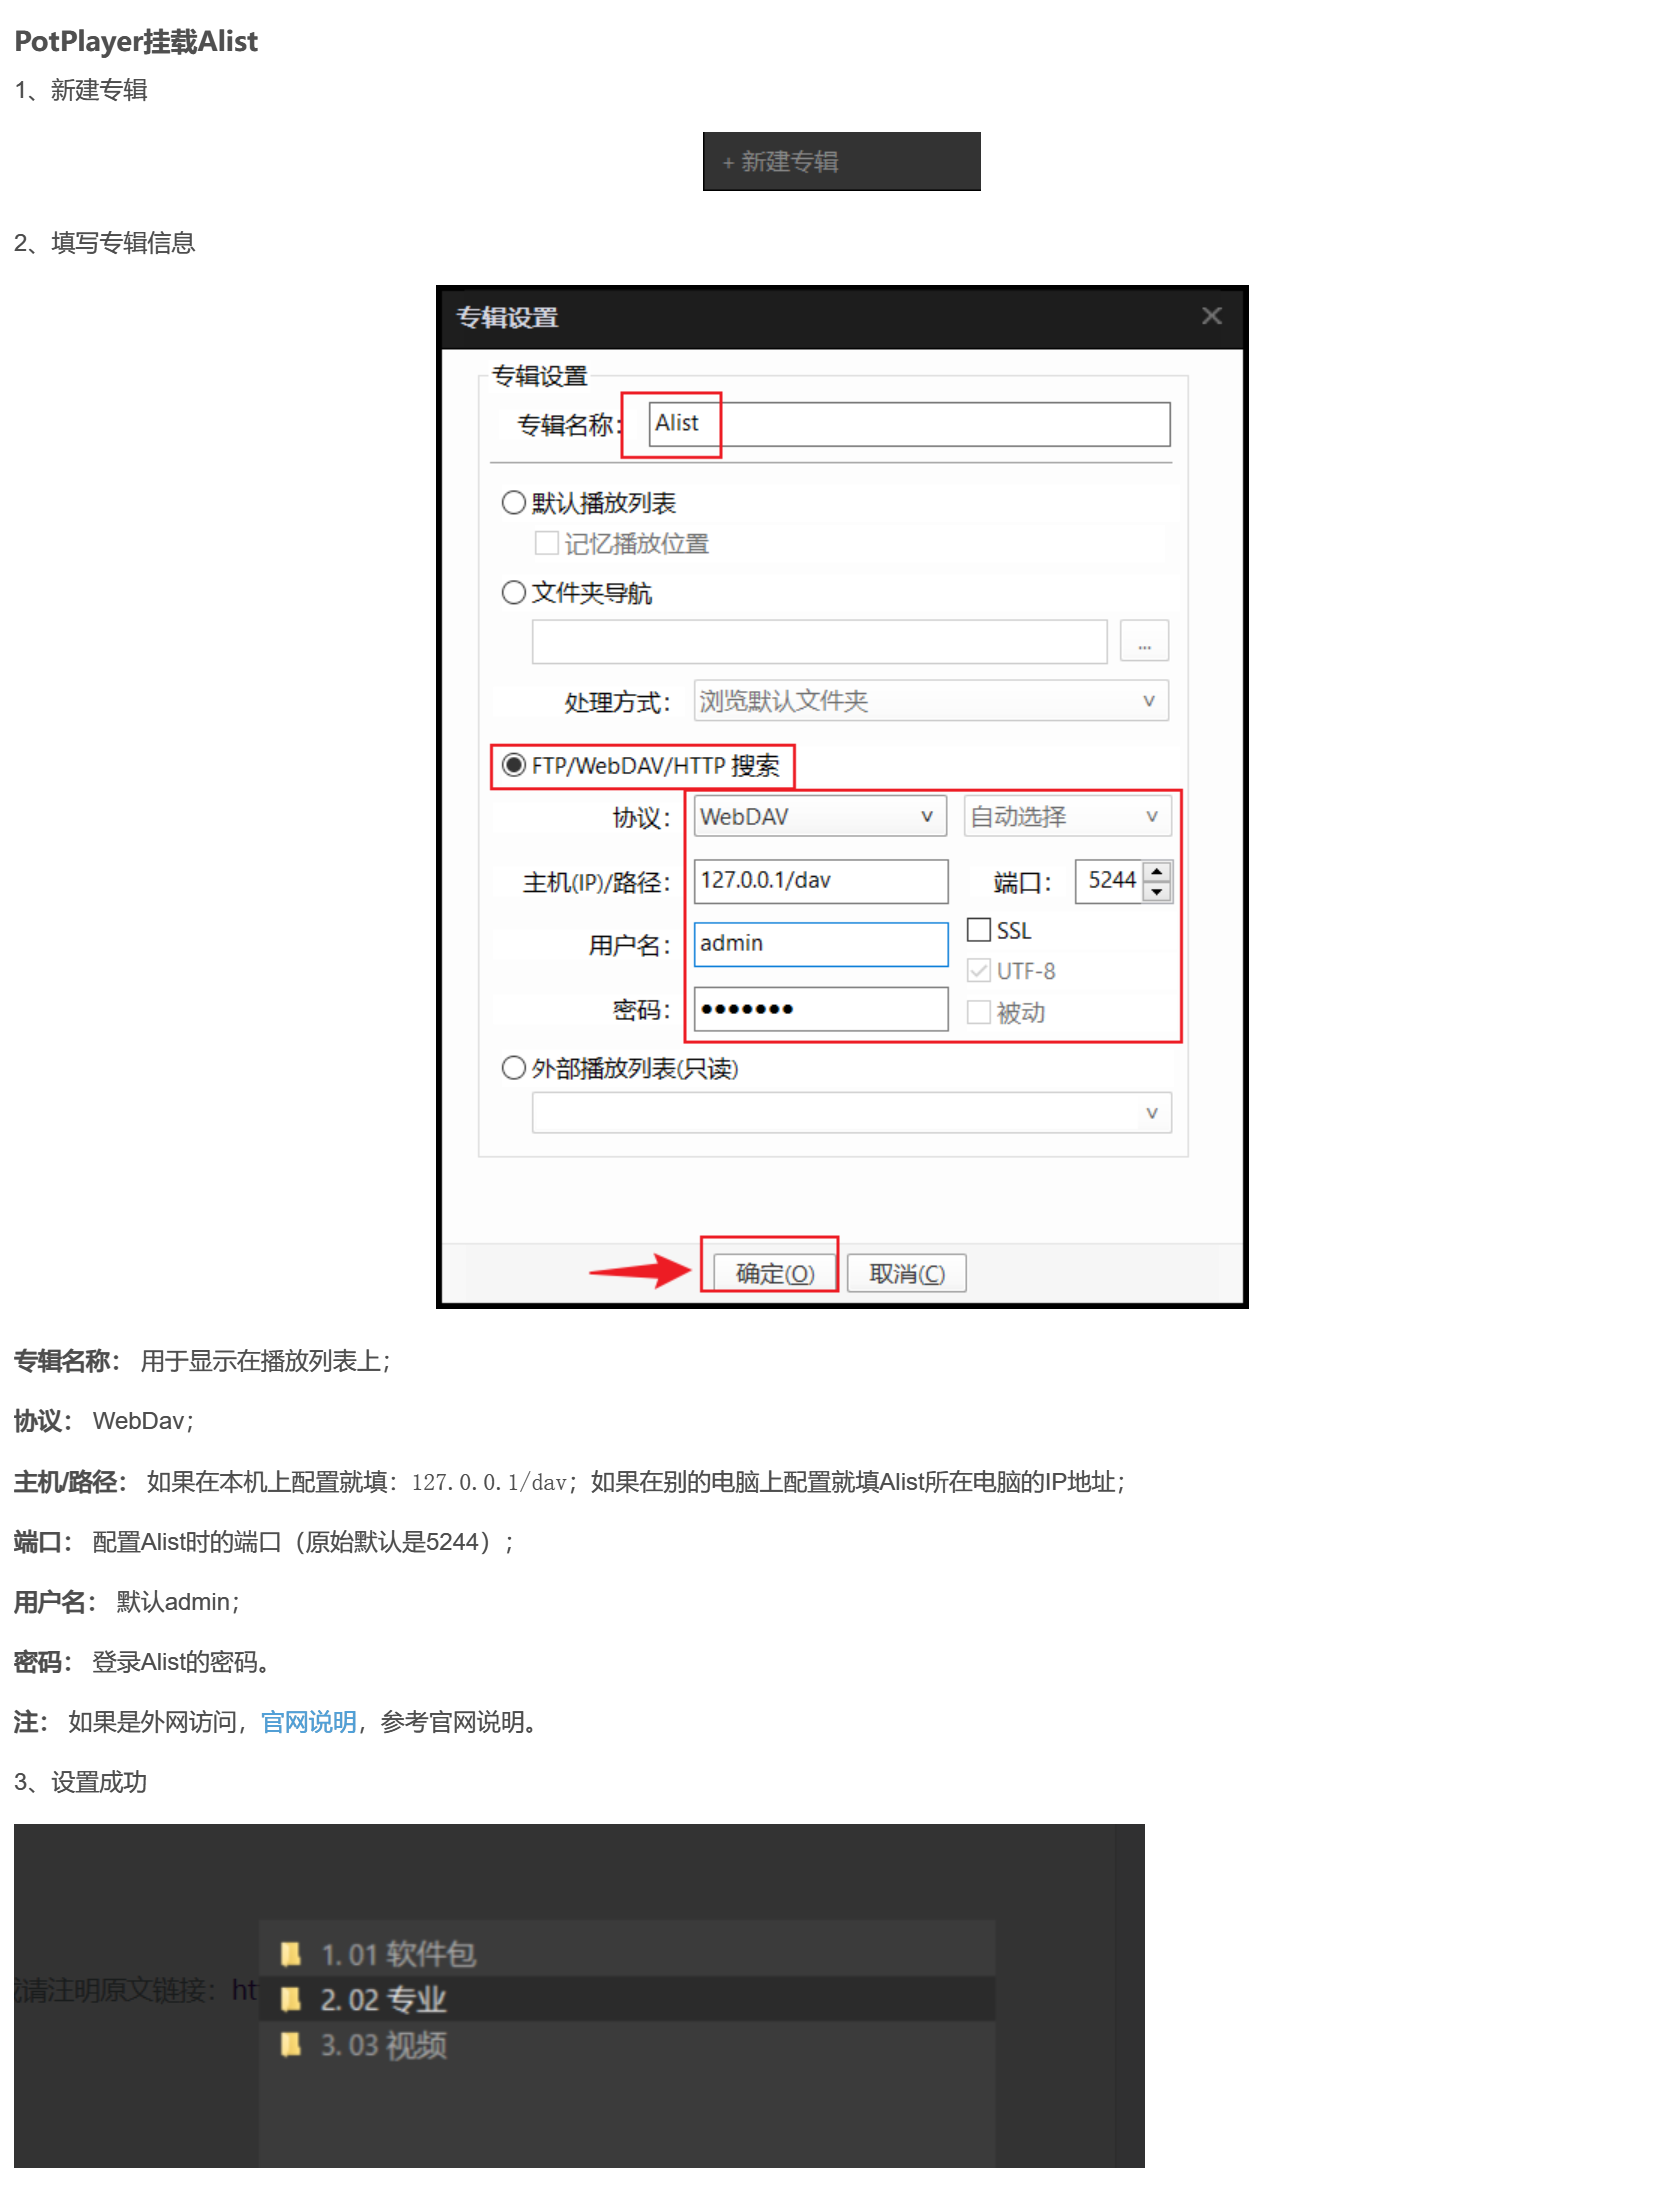 PotPlayer挂载Alist
1、新建专辑
+ 新建专辑
2、填写专辑信息
专辑设置
专辑设置
专辑名称： Alist
默认播放列表
记忆播放位置
文件夹导航
...
处理方式： 浏览默认文件夹
FTP/WebDAV/HTTP 搜索
协议： WebDAV 自动选择
主机(IP)/路径： 127.0.0.1/dav 端口： 5244
用户名： admin SSL
UTF-8
密码： ●●●●●●● 被动
外部播放列表(只读)
确定(O) 取消(C)
专辑名称： 用于显示在播放列表上；
协议： WebDav；
主机/路径： 如果在本机上配置就填：127.0.0.1/dav；如果在别的电脑上配置就填Alist所在电脑的IP地址；
端口： 配置Alist时的端口（原始默认是5244）；
用户名： 默认admin；
密码： 登录Alist的密码。
注： 如果是外网访问，官网说明，参考官网说明。
3、设置成功
1. 01 软件包
请注明原文链接：ht
2. 02 专业
3. 03 视频